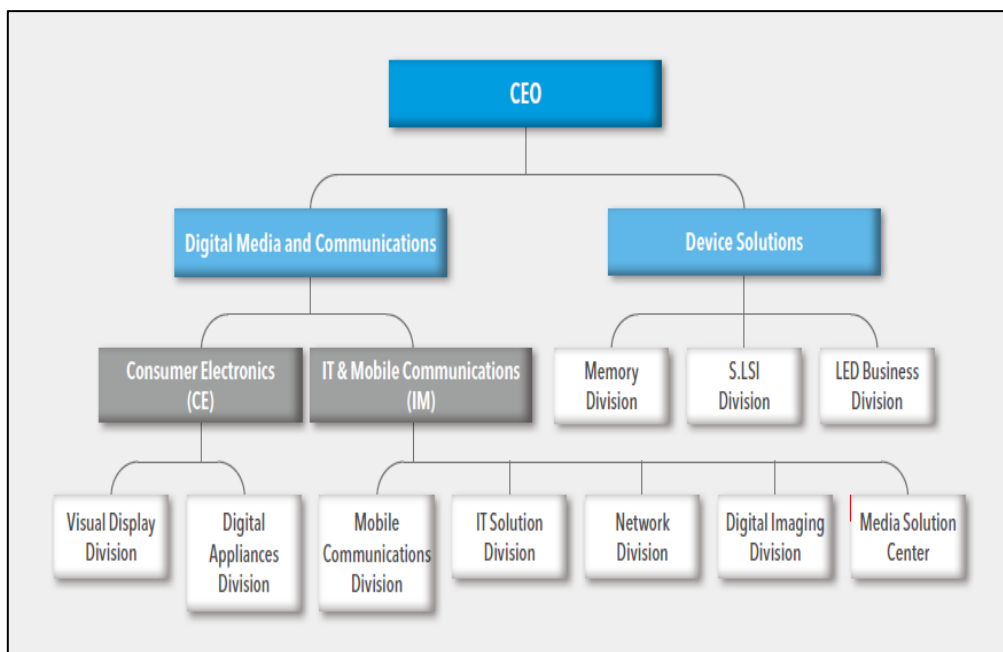 CEO
Digital Media and Communications
Device Solutions
Consumer Electronics
(CE)
IT & Mobile Communications
(IM)
Memory
Division
S.LSI
Division
LED Business
Division
Visual Display
Division
Digital
Appliances
Division
Mobile
Communications
Division
IT Solution
Division
Network
Division
Digital Imaging
Division
Media Solution
Center